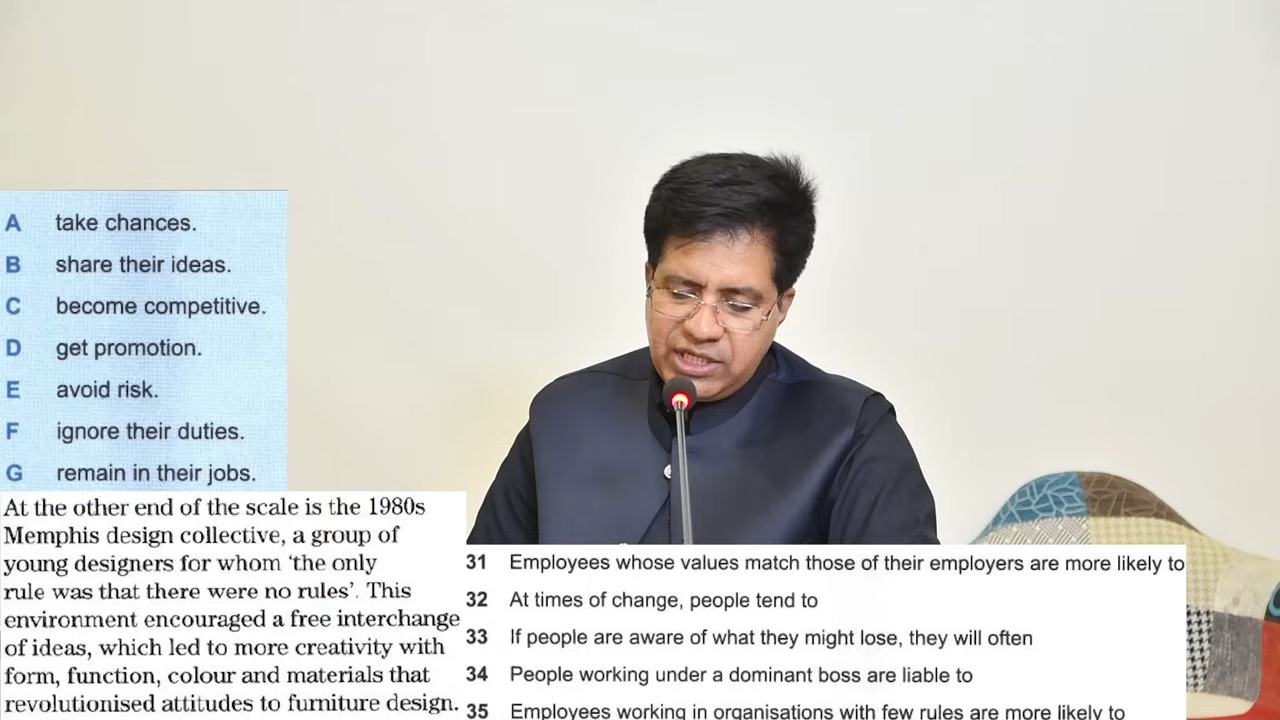 A take chances.
B share their ideas.
C become competitive.
D get promotion.
E avoid risk.
F ignore their duties.
G remain in their jobs.
At the other end of the scale is the 1980s
Memphis design collective, a group of
young designers for whom ‘the only
rule was that there were no rules’. This
environment encouraged a free interchange
of ideas, which led to more creativity with
form, function, colour and materials that
revolutionised attitudes to furniture design.
31 Employees whose values match those of their employers are more likely to
32 At times of change, people tend to
33 If people are aware of what they might lose, they will often
34 People working under a dominant boss are liable to
35 Employees working in organisations with few rules are more likely to